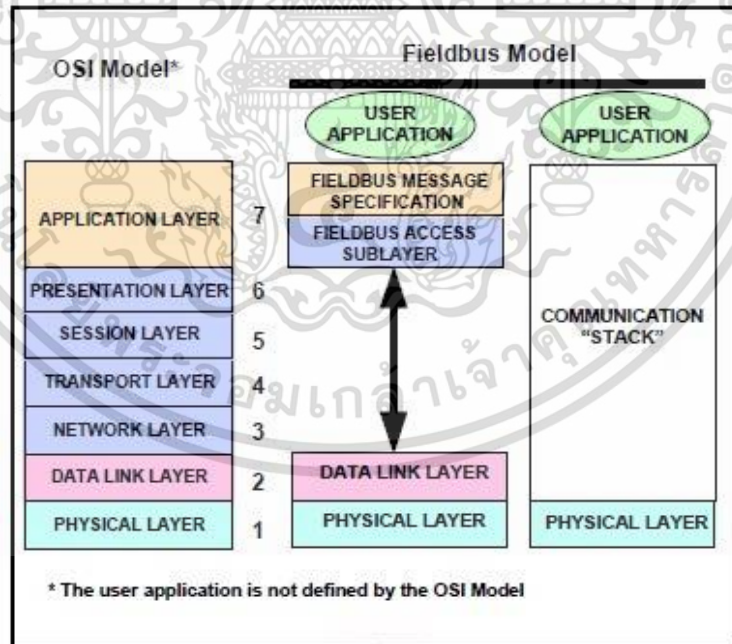 OSI Model*
Fieldbus Model
USER
APPLICATION
USER
APPLICATION
APPLICATION LAYER
7
FIELDBUS MESSAGE
SPECIFICATION
FIELDBUS ACCESS
SUBLAYER
PRESENTATION LAYER
6
SESSION LAYER
5
TRANSPORT LAYER
4
NETWORK LAYER
3
COMMUNICATION
“STACK”
DATA LINK LAYER
2
DATA LINK LAYER
PHYSICAL LAYER
1
PHYSICAL LAYER
PHYSICAL LAYER
* The user application is not defined by the OSI Model